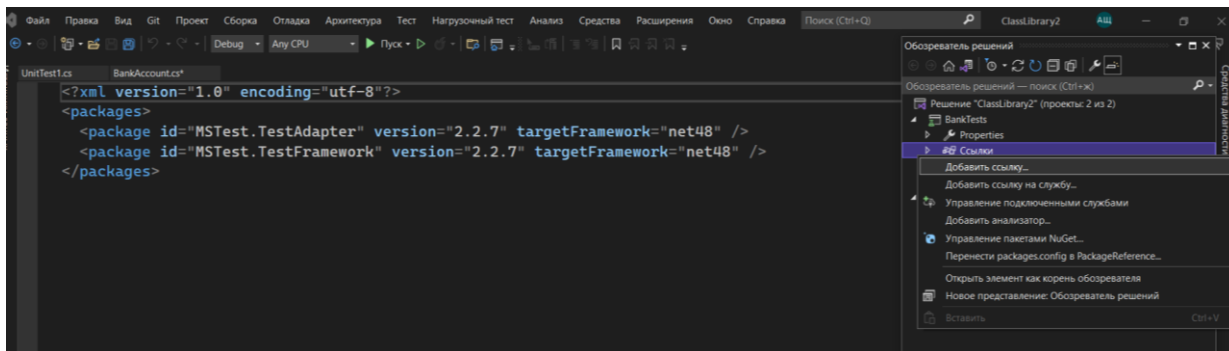 Файл Правка Вид Git Проект Сборка Отладка Архитектура Тест Нагрузочный тест Анализ Средства Расширения Окно Справка Поиск (Ctrl+Q) ClassLibrary2 АЩ
Debug Any CPU Пуск
UnitTest1.cs BankAccount.cs*
<?xml version="1.0" encoding="utf-8"?>
<packages>
<package id="MSTest.TestAdapter" version="2.2.7" targetFramework="net48" />
<package id="MSTest.TestFramework" version="2.2.7" targetFramework="net48" />
</packages>
Обозреватель решений
Обозреватель решений — поиск (Ctrl+ж)
Решение "ClassLibrary2" (проекты: 2 из 2)
BankTests
Properties
Ссылки
Добавить ссылку...
Добавить ссылку на службу...
Управление подключенными службами
Добавить анализатор...
Управление пакетами NuGet...
Перенести packages.config в PackageReference...
Открыть элемент как корень обозревателя
Новое представление: Обозреватель решений
Вставить Ctrl+V
Средства диагностики